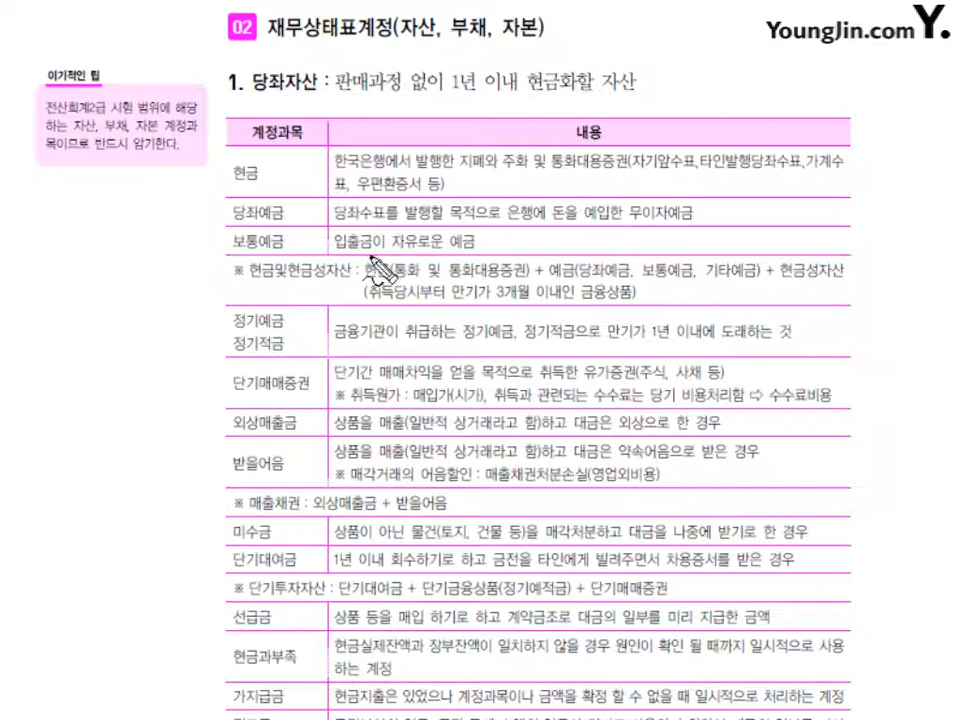 02 재무상태표계정(자산, 부채, 자본)
YoungJin.com Y.
이기적인 팁
전산회계2급 시험 범위에 해당
하는 자산, 부채, 자본 계정과
목이므로 반드시 암기한다.
1. 당좌자산 : 판매과정 없이 1년 이내 현금화할 자산
계정과목 내용
현금 한국은행에서 발행한 지폐와 주화 및 통화대용증권(자기앞수표,타인발행당좌수표,가계수
표, 우편환증서 등)
당좌예금 당좌수표를 발행할 목적으로 은행에 돈을 예입한 무이자예금
보통예금 입출금이 자유로운 예금
※ 현금및현금성자산 : 현금(통화 및 통화대용증권) + 예금(당좌예금, 보통예금, 기타예금) + 현금성자산
(취득당시부터 만기가 3개월 이내인 금융상품)
정기예금
정기적금 금융기관이 취급하는 정기예금, 정기적금으로 만기가 1년 이내에 도래하는 것
단기매매증권 단기간 매매차익을 얻을 목적으로 취득한 유가증권(주식, 사채 등)
※ 취득원가 : 매입가(시가), 취득과 관련되는 수수료는 당기 비용처리함 ⇨ 수수료비용
외상매출금 상품을 매출(일반적 상거래라고 함)하고 대금은 외상으로 한 경우
받을어음 상품을 매출(일반적 상거래라고 함)하고 대금은 약속어음으로 받은 경우
※ 매각거래의 어음할인 : 매출채권처분손실(영업외비용)
※ 매출채권 : 외상매출금 + 받을어음
미수금 상품이 아닌 물건(토지, 건물 등)을 매각처분하고 대금을 나중에 받기로 한 경우
단기대여금 1년 이내 회수하기로 하고 금전을 타인에게 빌려주면서 차용증서를 받은 경우
※ 단기투자자산 : 단기대여금 + 단기금융상품(정기예적금) + 단기매매증권
선급금 상품 등을 매입 하기로 하고 계약금조로 대금의 일부를 미리 지급한 금액
현금과부족 현금실제잔액과 장부잔액이 일치하지 않을 경우 원인이 확인 될 때까지 일시적으로 사용
하는 계정
가지급금 현금지출은 있었으나 계정과목이나 금액을 확정 할 수 없을 때 일시적으로 처리하는 계정